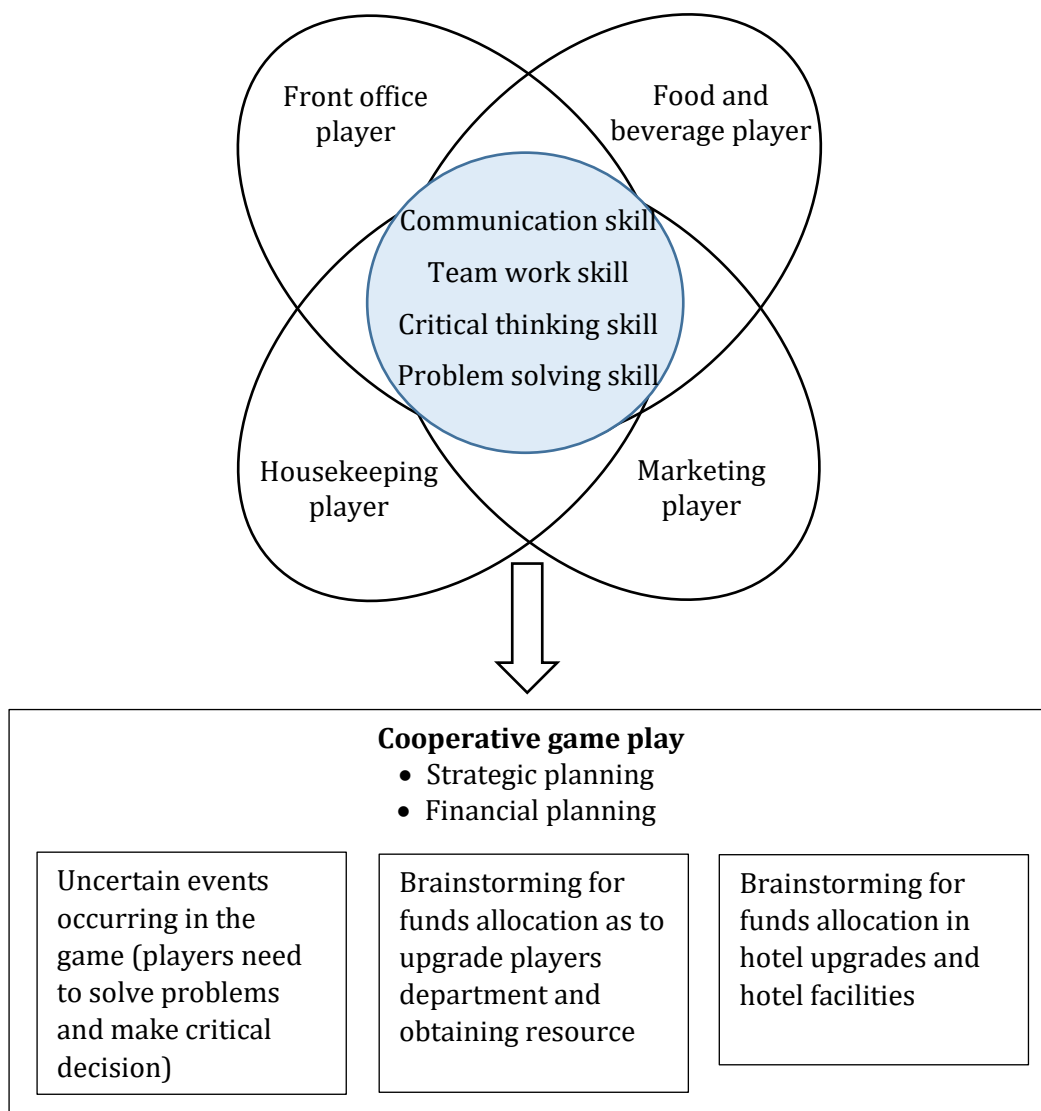 Front office
player
Food and
beverage player
Communication skill
Team work skill
Critical thinking skill
Problem solving skill
Housekeeping
player
Marketing
player
Cooperative game play
• Strategic planning
• Financial planning
Uncertain events
occurring in the
game (players need
to solve problems
and make critical
decision)
Brainstorming for
funds allocation as to
upgrade players
department and
obtaining resource
Brainstorming for
funds allocation in
hotel upgrades and
hotel facilities